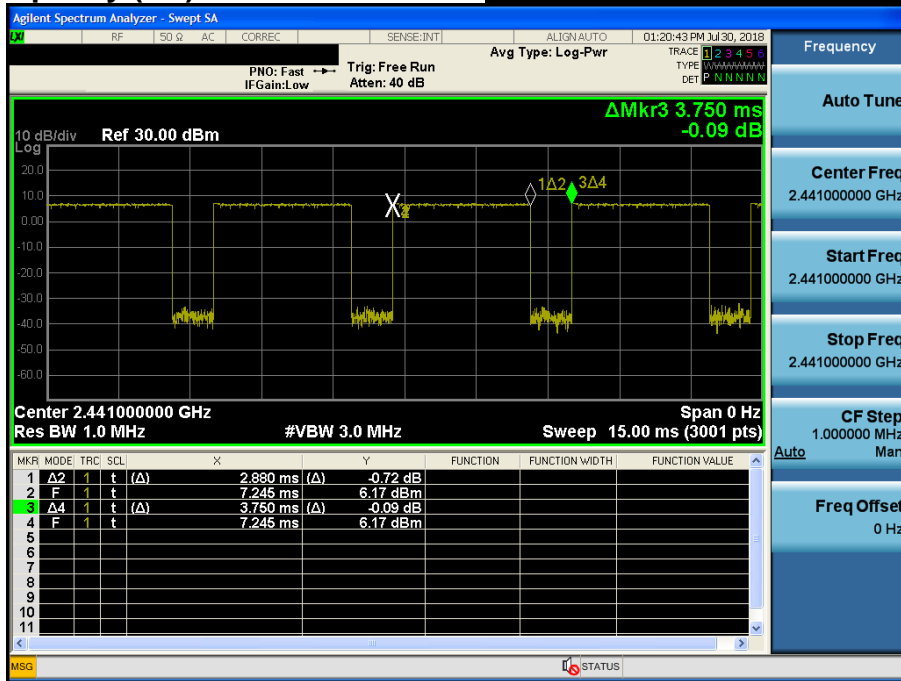 Agilent Spectrum Analyzer - Swept SA
LXI RF 50 Ω AC CORREC SENSE:INT ALIGN AUTO 01:20:43 PM Jul 30, 2018
Avg Type: Log-Pwr TRACE 1 2 3 4 5 6
PNO: Fast Trig: Free Run TYPE
IFGain:Low Atten: 40 dB DET P N N N N N
ΔMkr3 3.750 ms
-0.09 dB
10 dB/div Ref 30.00 dBm
Log
20.0
10.0
0.00
-10.0
-20.0
-30.0
-40.0
-50.0
-60.0
X
1Δ2 3Δ4
Center 2.441000000 GHz Span 0 Hz
Res BW 1.0 MHz #VBW 3.0 MHz Sweep 15.00 ms (3001 pts)
MKR MODE TRC SCL X Y FUNCTION FUNCTION WIDTH FUNCTION VALUE
1 Δ2 1 t (Δ) 2.880 ms (Δ) -0.72 dB
2 F 1 t 7.245 ms 6.17 dBm
3 Δ4 1 t (Δ) 3.750 ms (Δ) -0.09 dB
4 F 1 t 7.245 ms 6.17 dBm
5
6
7
8
9
10
11
MSG STATUS
Frequency
Auto Tune
Center Freq
2.441000000 GHz
Start Freq
2.441000000 GHz
Stop Freq
2.441000000 GHz
CF Step
1.000000 MHz
Auto Man
Freq Offset
0 Hz